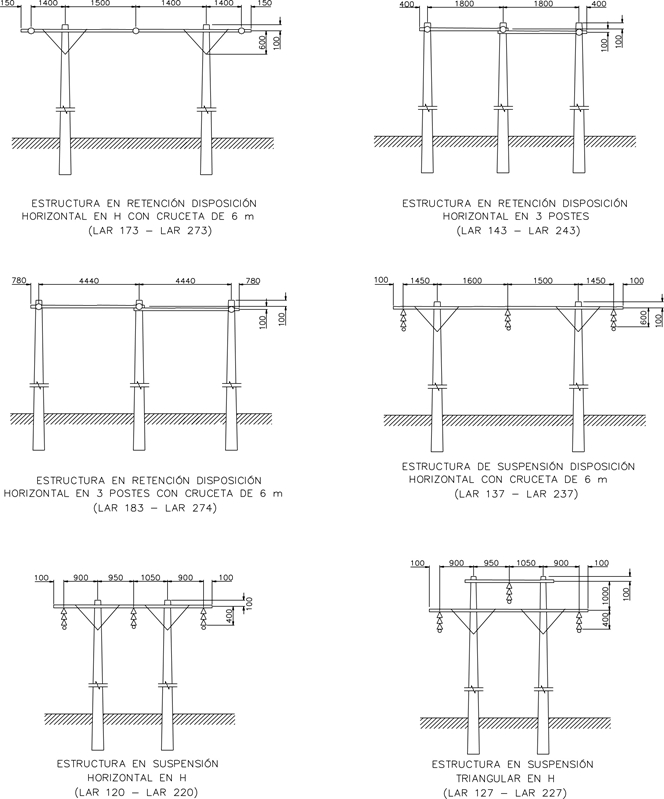 150 1400 1500 1400 1400 150
600
100
ESTRUCTURA EN RETENCIÓN DISPOSICIÓN
HORIZONTAL EN H CON CRUCETA DE 6 m
(LAR 173 – LAR 273)
400 1800 1800 400
100
100
ESTRUCTURA EN RETENCIÓN DISPOSICIÓN
HORIZONTAL EN 3 POSTES
(LAR 143 – LAR 243)
780 4440 4440 780
100
100
ESTRUCTURA EN RETENCIÓN DISPOSICIÓN
HORIZONTAL EN 3 POSTES CON CRUCETA DE 6 m
(LAR 183 – LAR 274)
100 1450 1600 1500 1450 100
600
100
ESTRUCTURA DE SUSPENSIÓN DISPOSICIÓN
HORIZONTAL CON CRUCETA DE 6 m
(LAR 137 – LAR 237)
100 900 950 1050 900 100
400
100
ESTRUCTURA EN SUSPENSIÓN
HORIZONTAL EN H
(LAR 120 – LAR 220)
100 900 950 1050 900 100
1000
400
100
ESTRUCTURA EN SUSPENSIÓN
TRIANGULAR EN H
(LAR 127 – LAR 227)